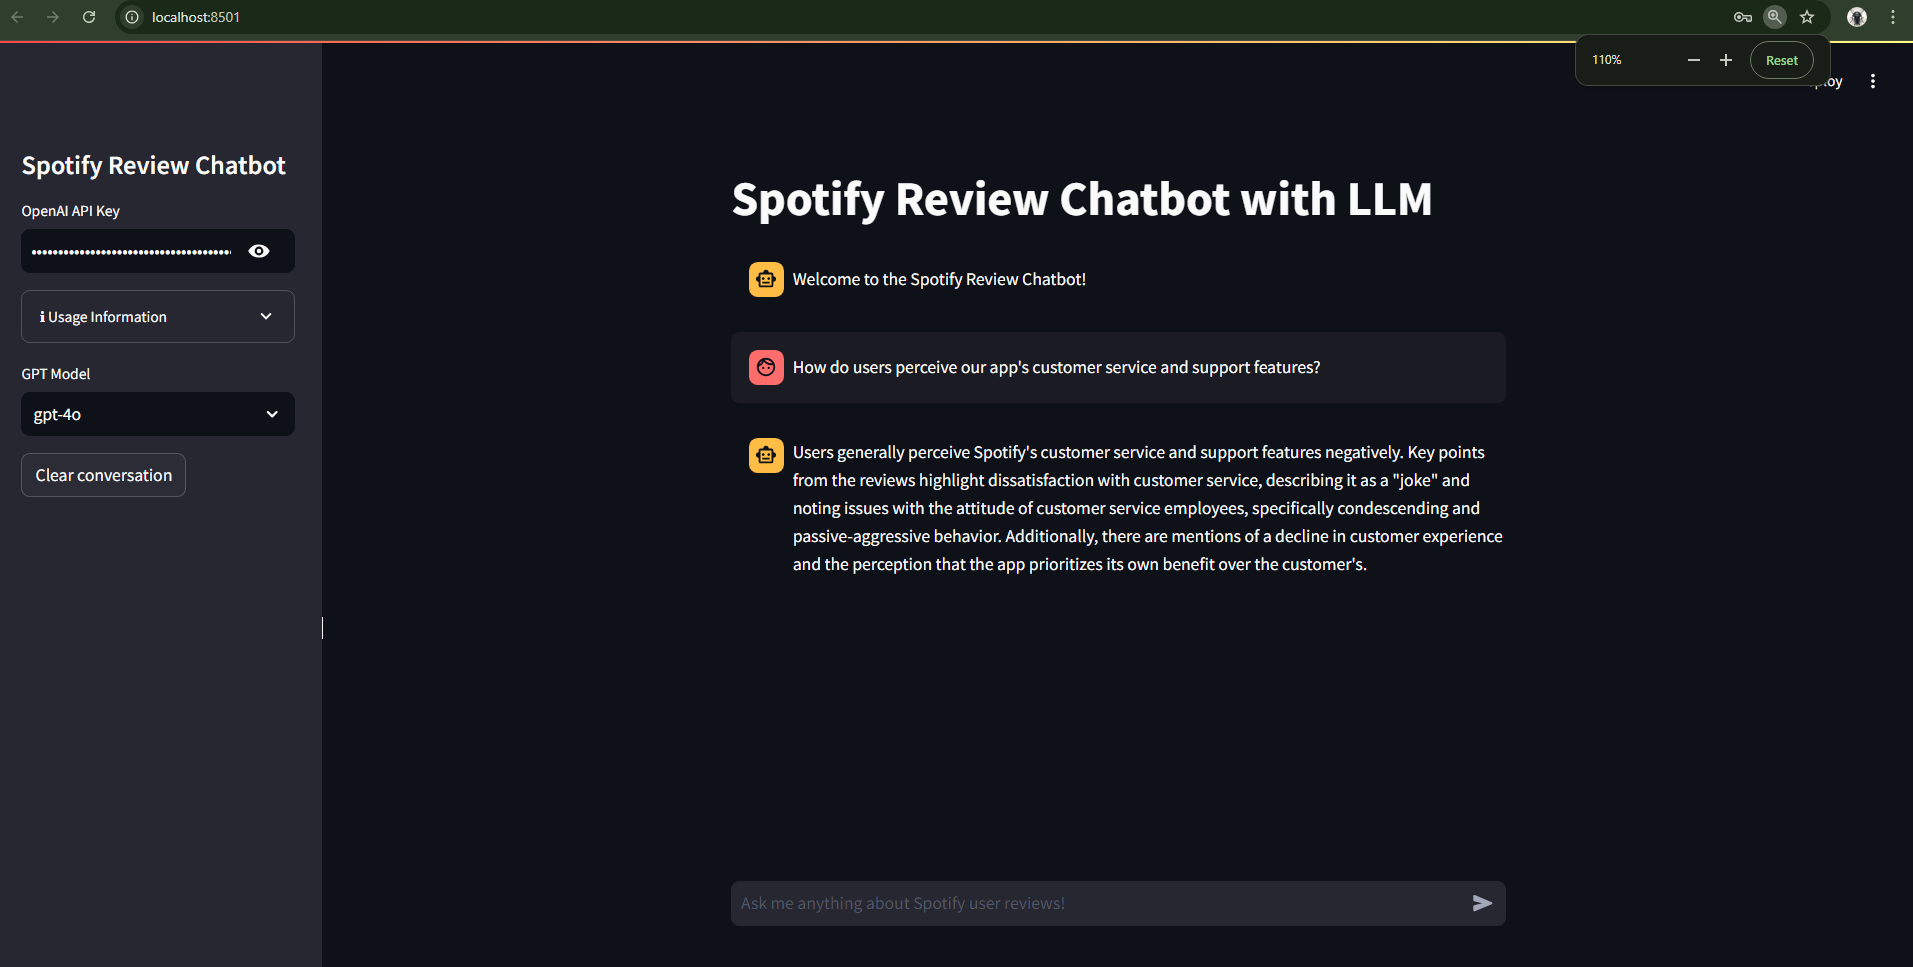 localhost:8501
110%
Reset
Spotify Review Chatbot
OpenAI API Key
Usage Information
GPT Model
gpt-4o
Clear conversation
Spotify Review Chatbot with LLM
Welcome to the Spotify Review Chatbot!
How do users perceive our app's customer service and support features?
Users generally perceive Spotify's customer service and support features negatively. Key points
from the reviews highlight dissatisfaction with customer service, describing it as a "joke" and
noting issues with the attitude of customer service employees, specifically condescending and
passive-aggressive behavior. Additionally, there are mentions of a decline in customer experience
and the perception that the app prioritizes its own benefit over the customer's.
Ask me anything about Spotify user reviews!